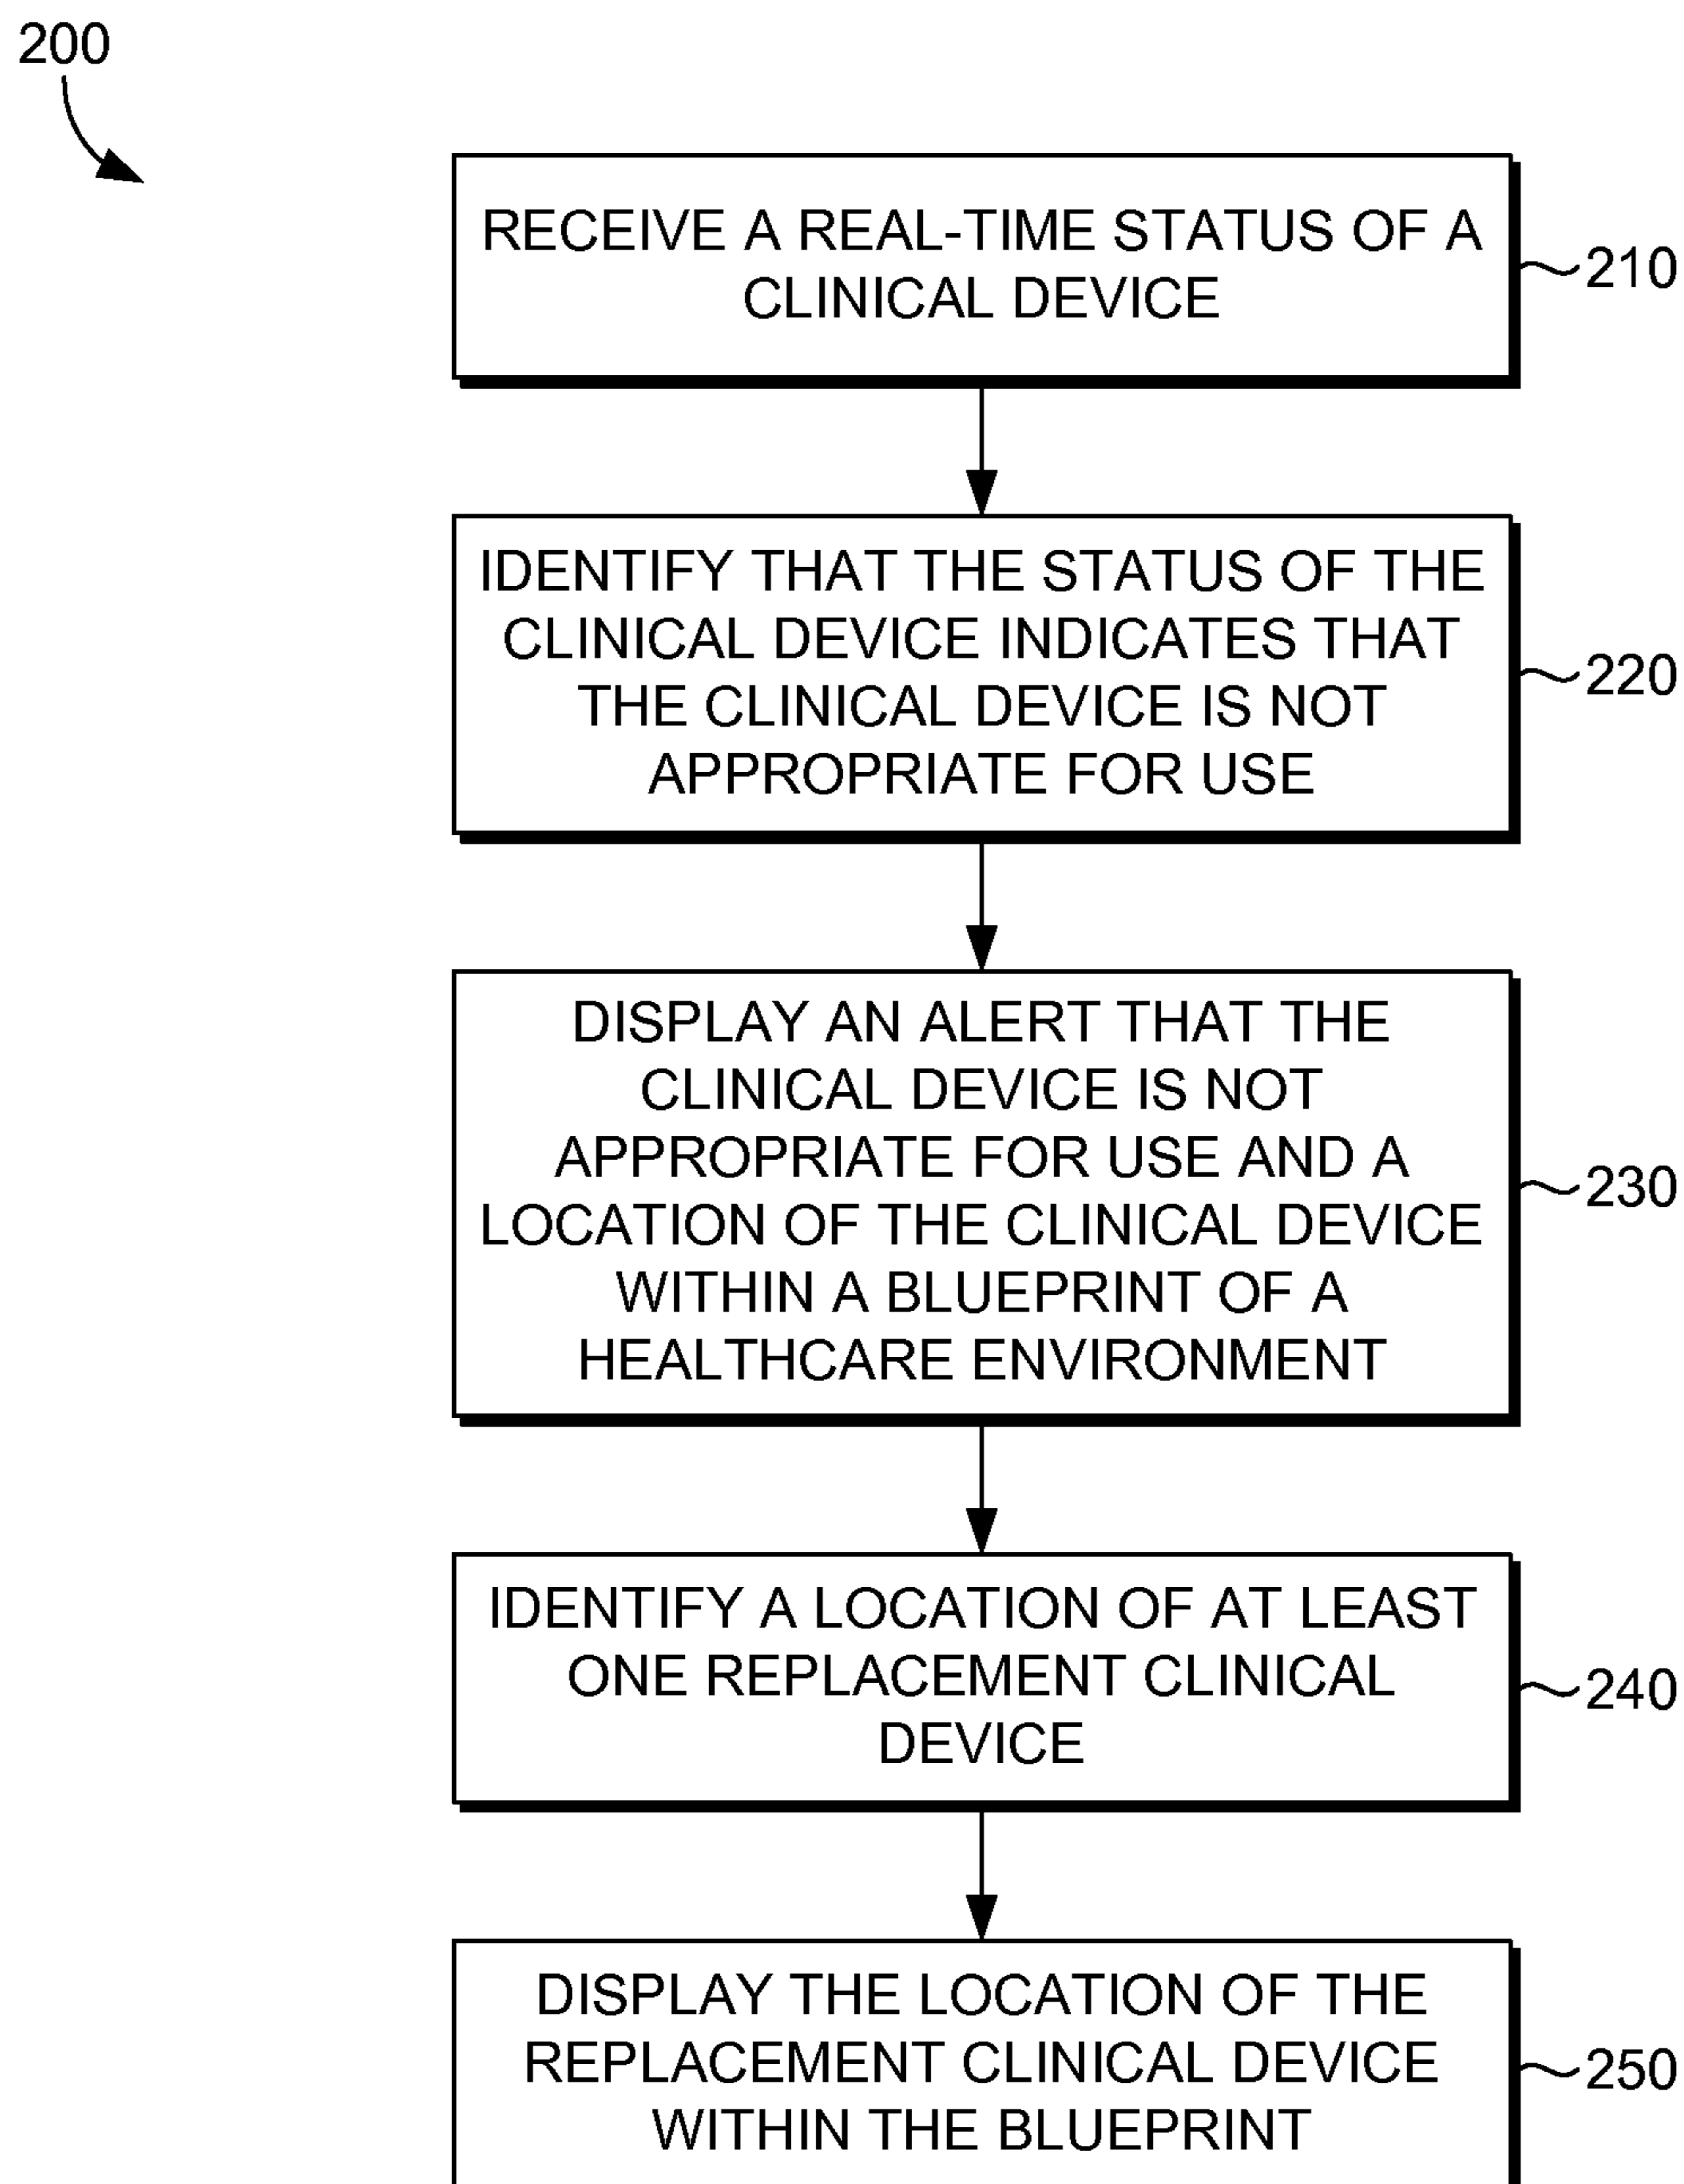 200
RECEIVE A REAL-TIME STATUS OF A
CLINICAL DEVICE
210
IDENTIFY THAT THE STATUS OF THE
CLINICAL DEVICE INDICATES THAT
THE CLINICAL DEVICE IS NOT
APPROPRIATE FOR USE
220
DISPLAY AN ALERT THAT THE
CLINICAL DEVICE IS NOT
APPROPRIATE FOR USE AND A
LOCATION OF THE CLINICAL DEVICE
WITHIN A BLUEPRINT OF A
HEALTHCARE ENVIRONMENT
230
IDENTIFY A LOCATION OF AT LEAST
ONE REPLACEMENT CLINICAL
DEVICE
240
DISPLAY THE LOCATION OF THE
REPLACEMENT CLINICAL DEVICE
WITHIN THE BLUEPRINT
250